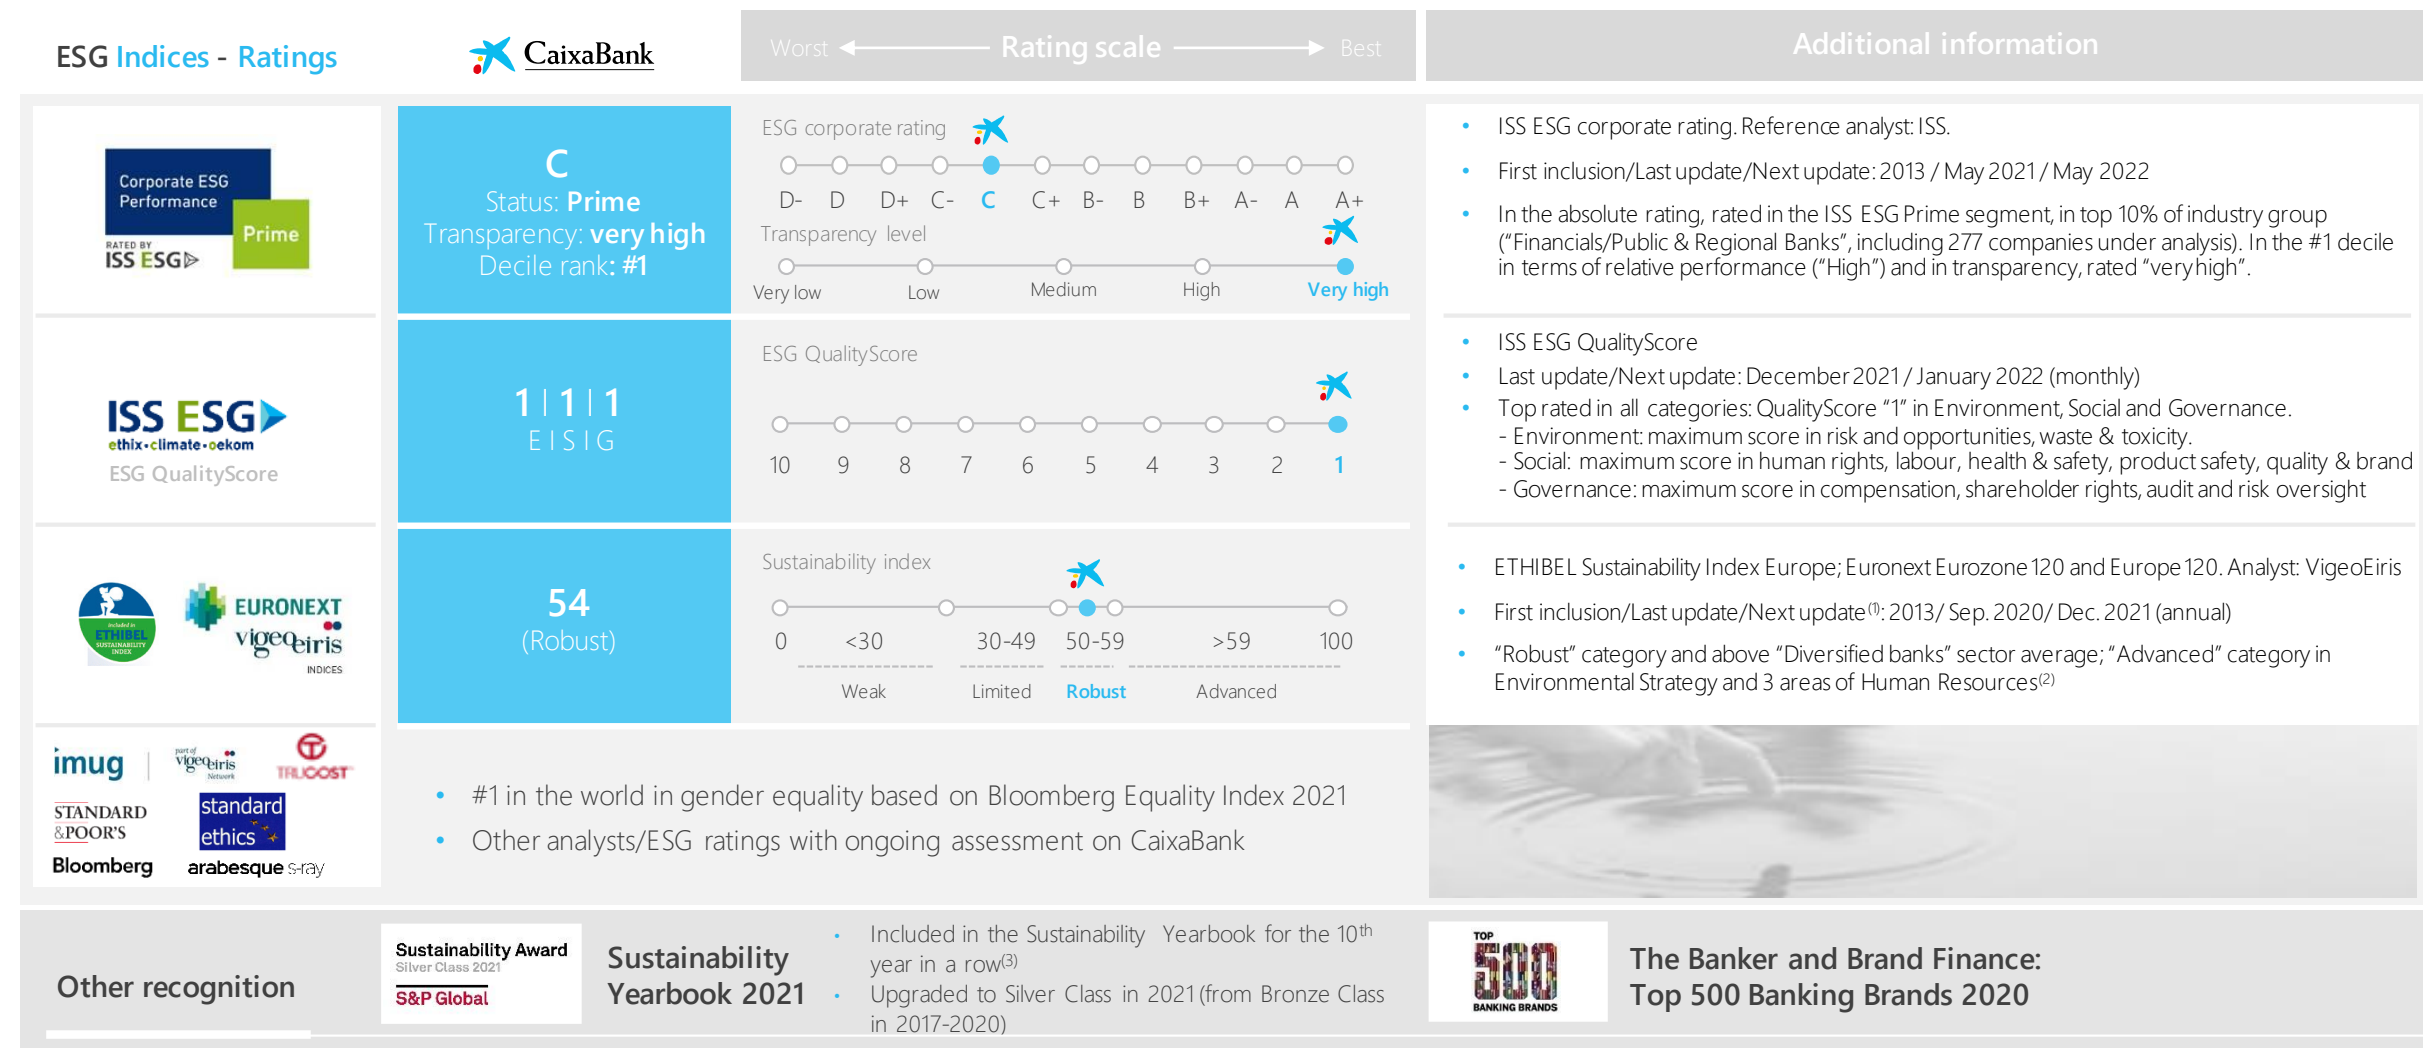 ESG Indices - Ratings
CaixaBank
Worst Rating scale Best
Additional information
Corporate ESG
Performance
Prime
RATED BY
ISS ESG
C
Status: Prime
Transparency: very high
Decile rank: #1
ESG corporate rating
D- D D+ C- C C+ B- B B+ A- A A+
Transparency level
Very low Low Medium High Very high
• ISS ESG corporate rating. Reference analyst: ISS.
• First inclusion/Last update/Next update: 2013 / May 2021 / May 2022
• In the absolute rating, rated in the ISS ESG Prime segment, in top 10% of industry group
(“Financials/Public & Regional Banks”, including 277 companies under analysis). In the #1 decile
in terms of relative performance (“High”) and in transparency, rated “very high”.
ISS ESG
ethix·climate·oekom
ESG QualityScore
1 | 1 | 1
E | S | G
ESG QualityScore
10 9 8 7 6 5 4 3 2 1
• ISS ESG QualityScore
• Last update/Next update: December 2021 / January 2022 (monthly)
• Top rated in all categories: QualityScore “1” in Environment, Social and Governance.
- Environment: maximum score in risk and opportunities, waste & toxicity.
- Social: maximum score in human rights, labour, health & safety, product safety, quality & brand
- Governance: maximum score in compensation, shareholder rights, audit and risk oversight
included in
ETHIBEL
SUSTAINABILITY
INDEX
EURONEXT
vigeoeiris
INDICES
54
(Robust)
Sustainability index
0 <30 30-49 50-59 >59 100
Weak Limited Robust Advanced
• ETHIBEL Sustainability Index Europe; Euronext Eurozone 120 and Europe 120. Analyst: VigeoEiris
• First inclusion/Last update/Next update(1): 2013/ Sep. 2020/ Dec. 2021 (annual)
• “Robust” category and above “Diversified banks” sector average; “Advanced” category in
Environmental Strategy and 3 areas of Human Resources(2)
imug
part of
vigeoeiris
Network
TRUCOST
STANDARD
&POOR'S
standard
ethics
Bloomberg
arabesque s-ray
• #1 in the world in gender equality based on Bloomberg Equality Index 2021
• Other analysts/ESG ratings with ongoing assessment on CaixaBank
Other recognition
Sustainability Award
Silver Class 2021
S&P Global
Sustainability
Yearbook 2021
• Included in the Sustainability Yearbook for the 10th
year in a row(3)
• Upgraded to Silver Class in 2021 (from Bronze Class
in 2017-2020)
TOP
500
BANKING BRANDS
The Banker and Brand Finance:
Top 500 Banking Brands 2020